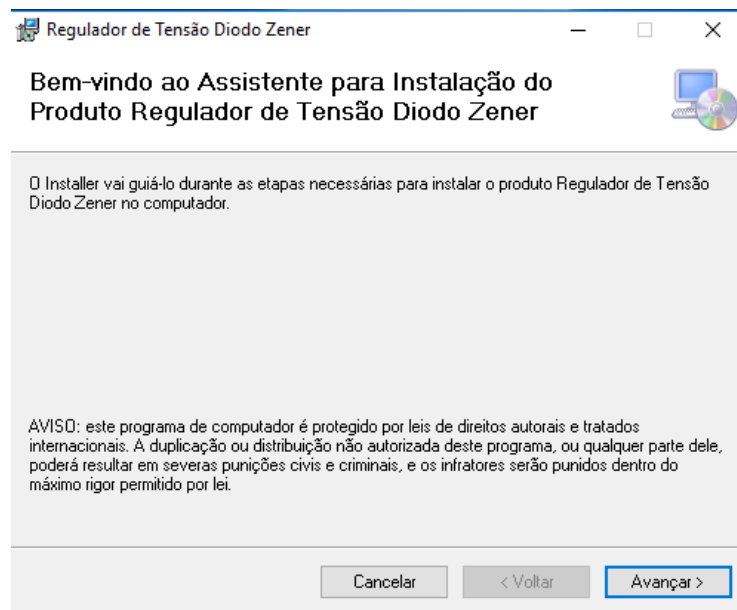 Regulador de Tensão Diodo Zener
Bem-vindo ao Assistente para Instalação do
Produto Regulador de Tensão Diodo Zener
O Installer vai guiá-lo durante as etapas necessárias para instalar o produto Regulador de Tensão
Diodo Zener no computador.
AVISO: este programa de computador é protegido por leis de direitos autorais e tratados
internacionais. A duplicação ou distribuição não autorizada deste programa, ou qualquer parte dele,
poderá resultar em severas punições civis e criminais, e os infratores serão punidos dentro do
máximo rigor permitido por lei.
Cancelar
< Voltar
Avançar >